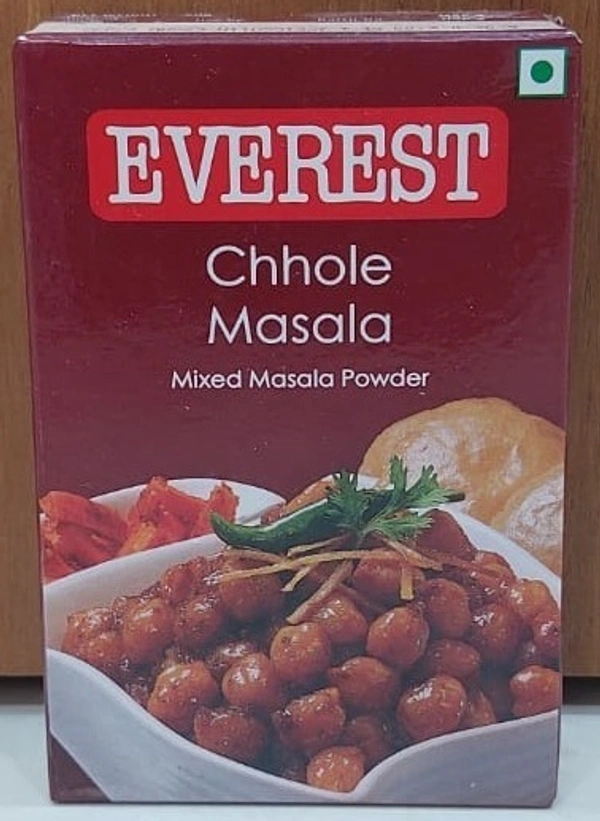 EVEREST
Chhole
Masala
Mixed Masala Powder